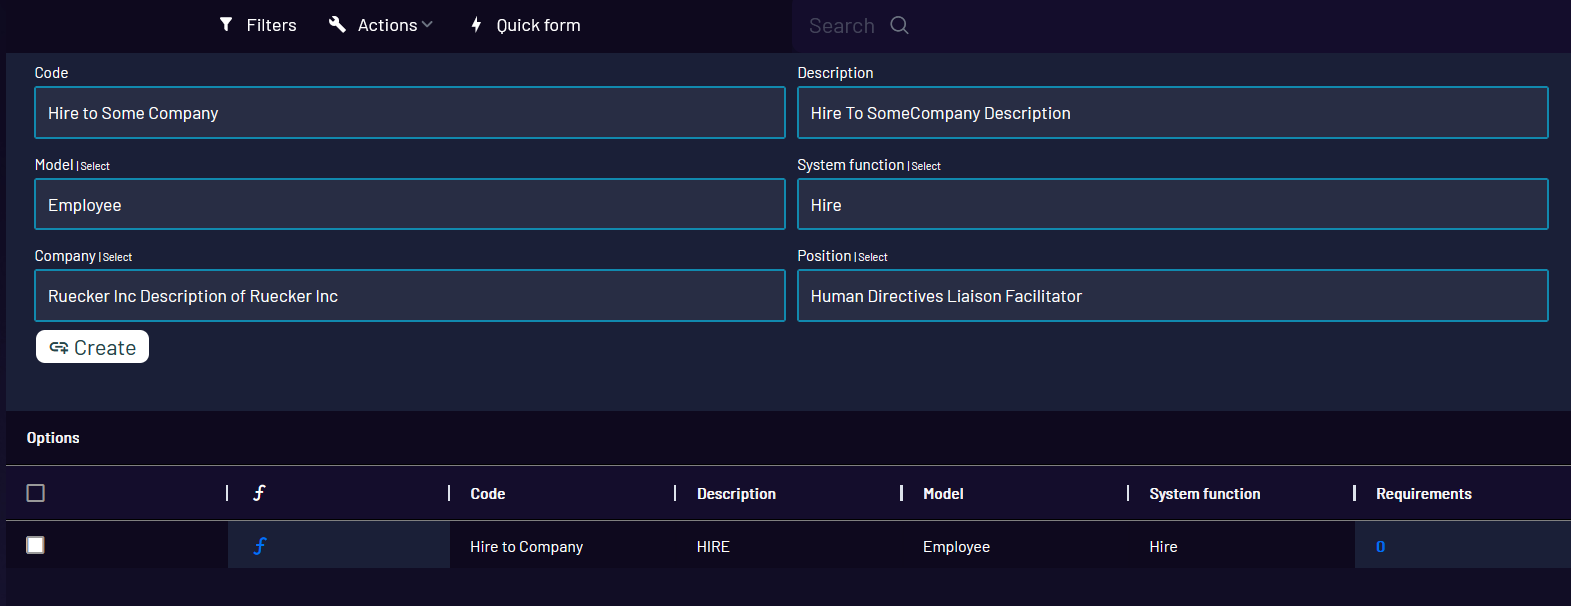 Filters Actions Quick form Search
Code Description
Hire to Some Company Hire To SomeCompany Description
Model | Select System function | Select
Employee Hire
Company | Select Position | Select
Ruecker Inc Description of Ruecker Inc Human Directives Liaison Facilitator
Create
Options
| ƒ | Code | Description | Model | System function | Requirements
ƒ Hire to Company HIRE Employee Hire 0